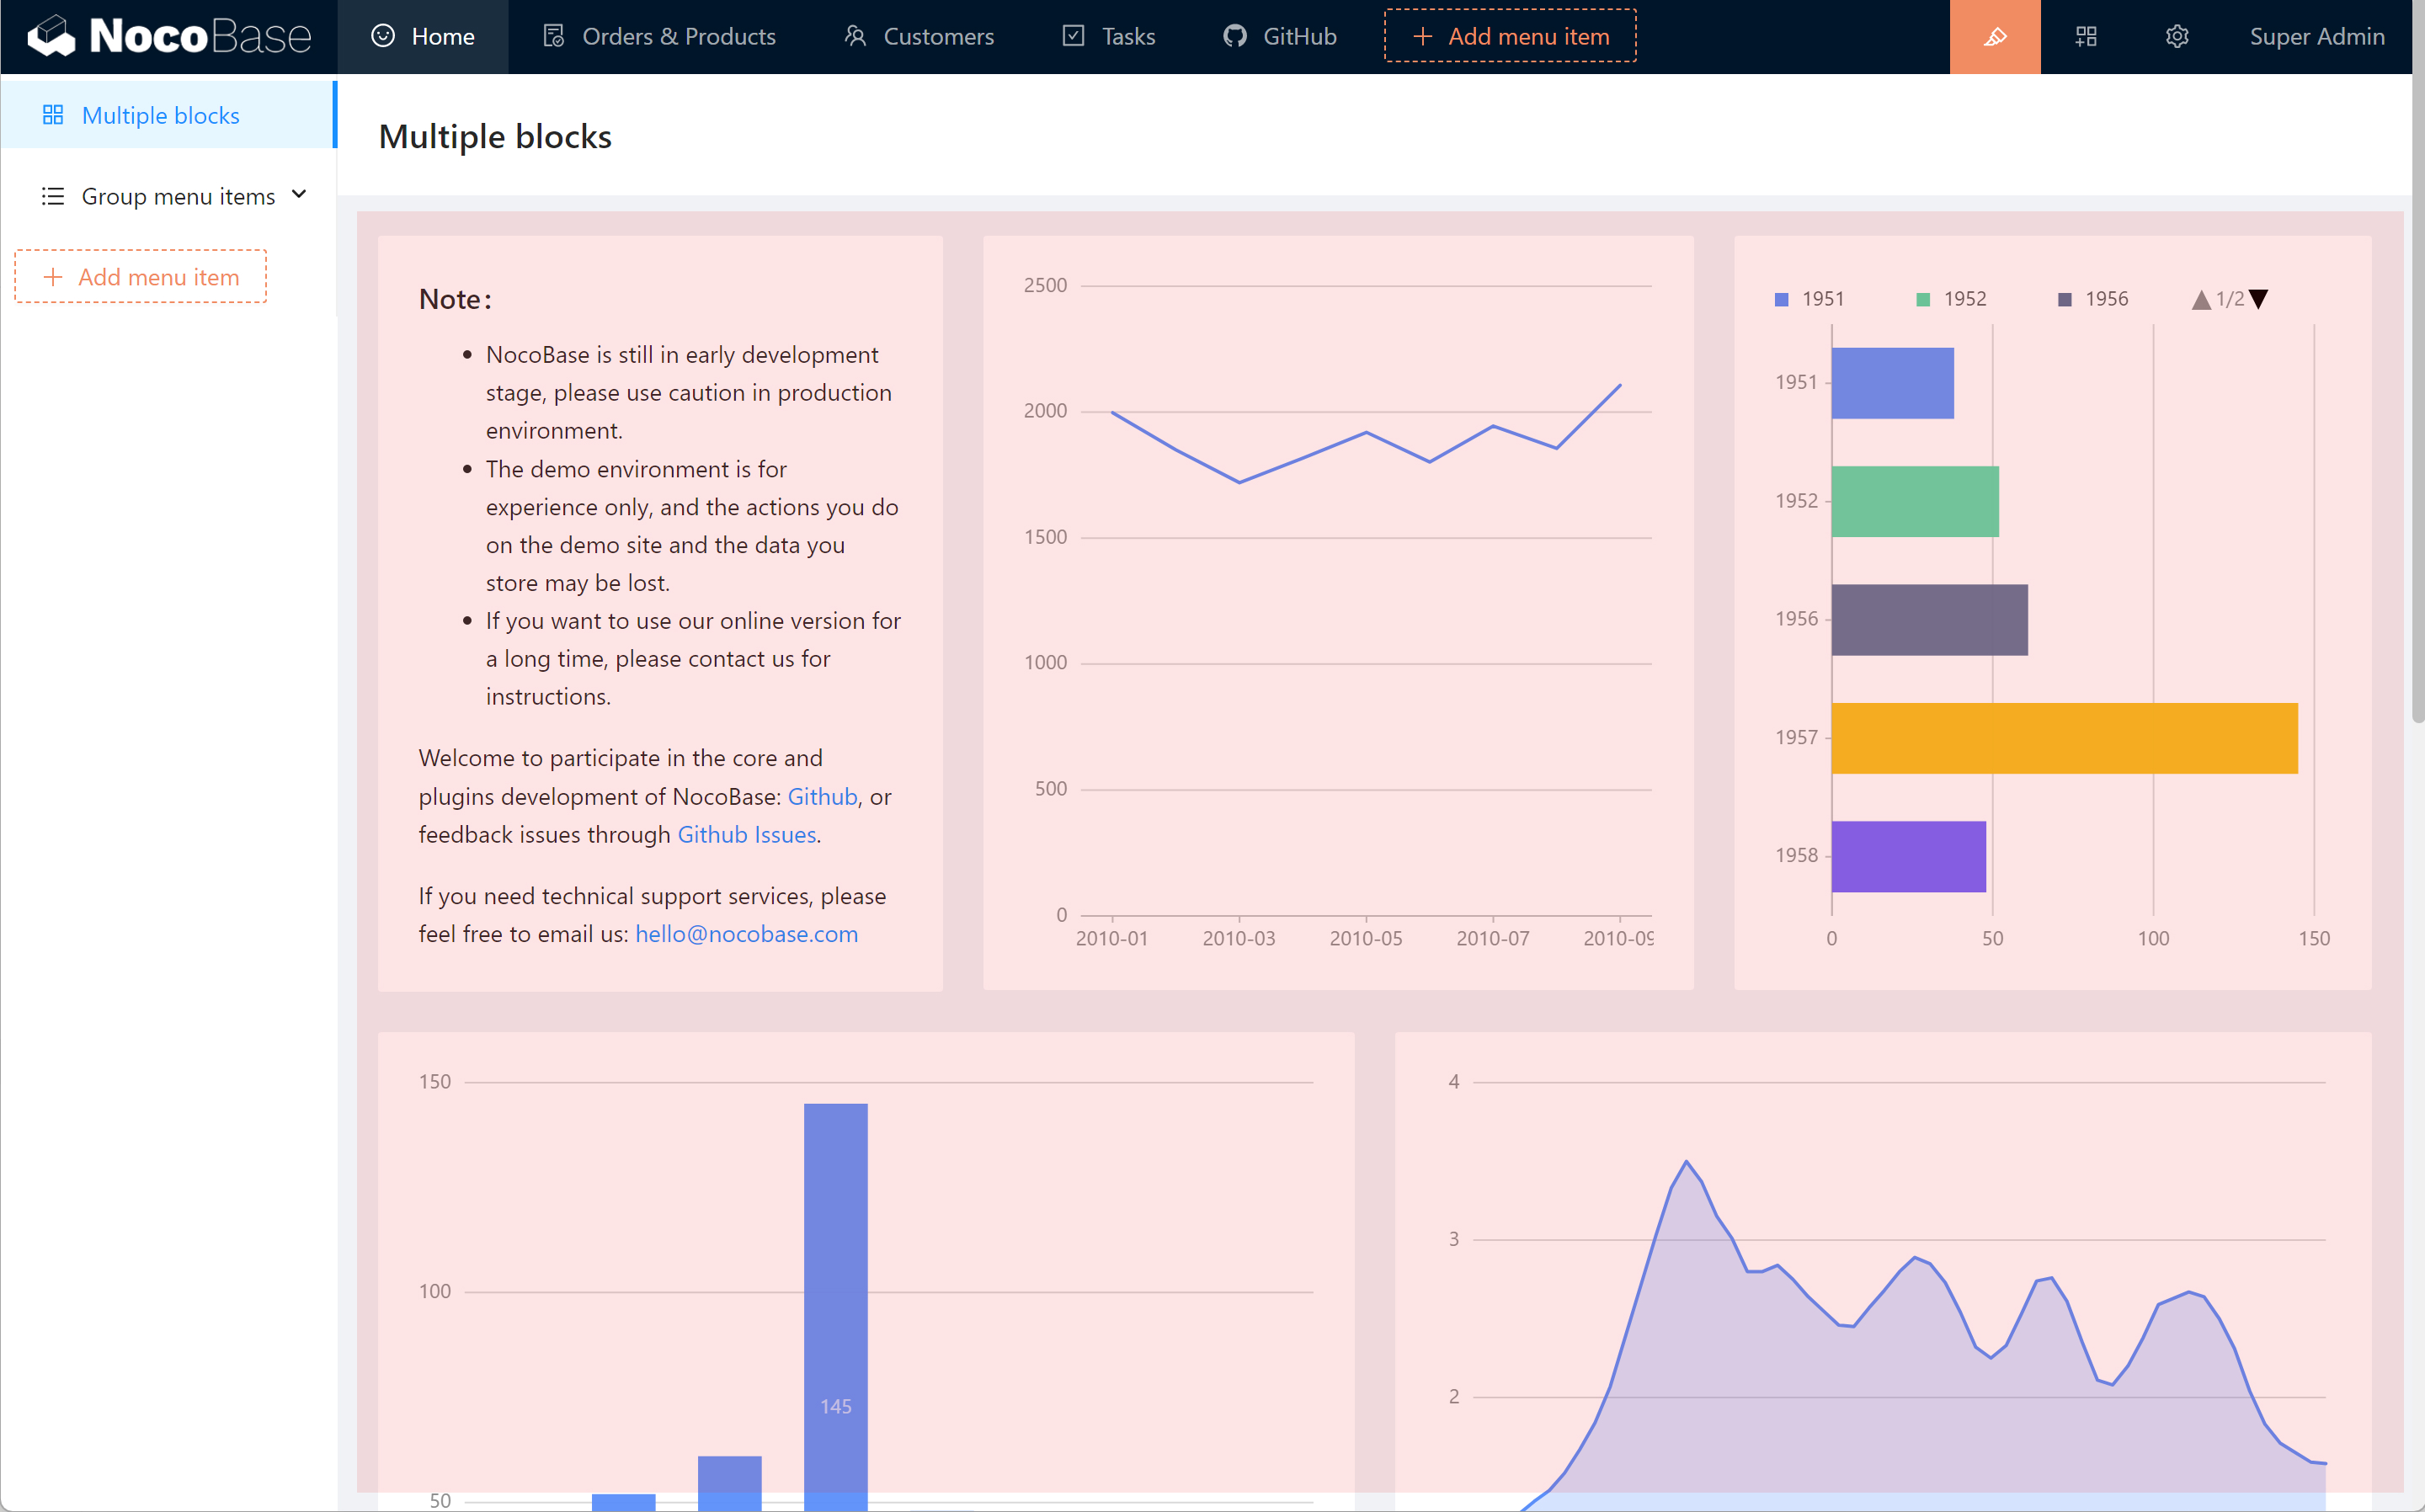 NocoBase
Home
Orders & Products
Customers
Tasks
GitHub
Add menu item
Super Admin
Multiple blocks
Group menu items
Add menu item
Multiple blocks
Note:
NocoBase is still in early development
stage, please use caution in production
environment.
The demo environment is for
experience only, and the actions you do
on the demo site and the data you
store may be lost.
If you want to use our online version for
a long time, please contact us for
instructions.
Welcome to participate in the core and
plugins development of NocoBase: Github, or
feedback issues through Github Issues.
If you need technical support services, please
feel free to email us: hello@nocobase.com
2500
2000
1500
1000
500
0
2010-01 2010-03 2010-05 2010-07 2010-09
1951 1952 1956 1/2
1951
1952
1956
1957
1958
0 50 100 150
150
100
50
145
4
3
2